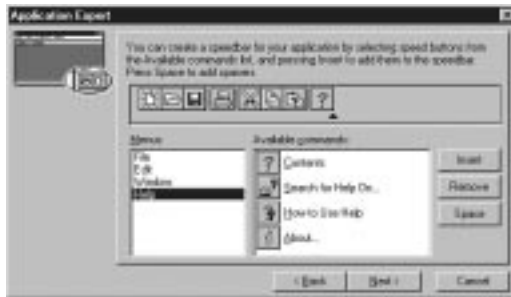 Application Expert
You can create a speedbar for your application by selecting speed buttons from
the Available commands list, and pressing Insert to add them to the speedbar.
Press Space to add spacers.
Menus
Available commands:
File
Edit
Window
Help
Contents
Search for Help On...
How to Use Help
About...
Insert
Remove
Space
< Back
Next >
Cancel